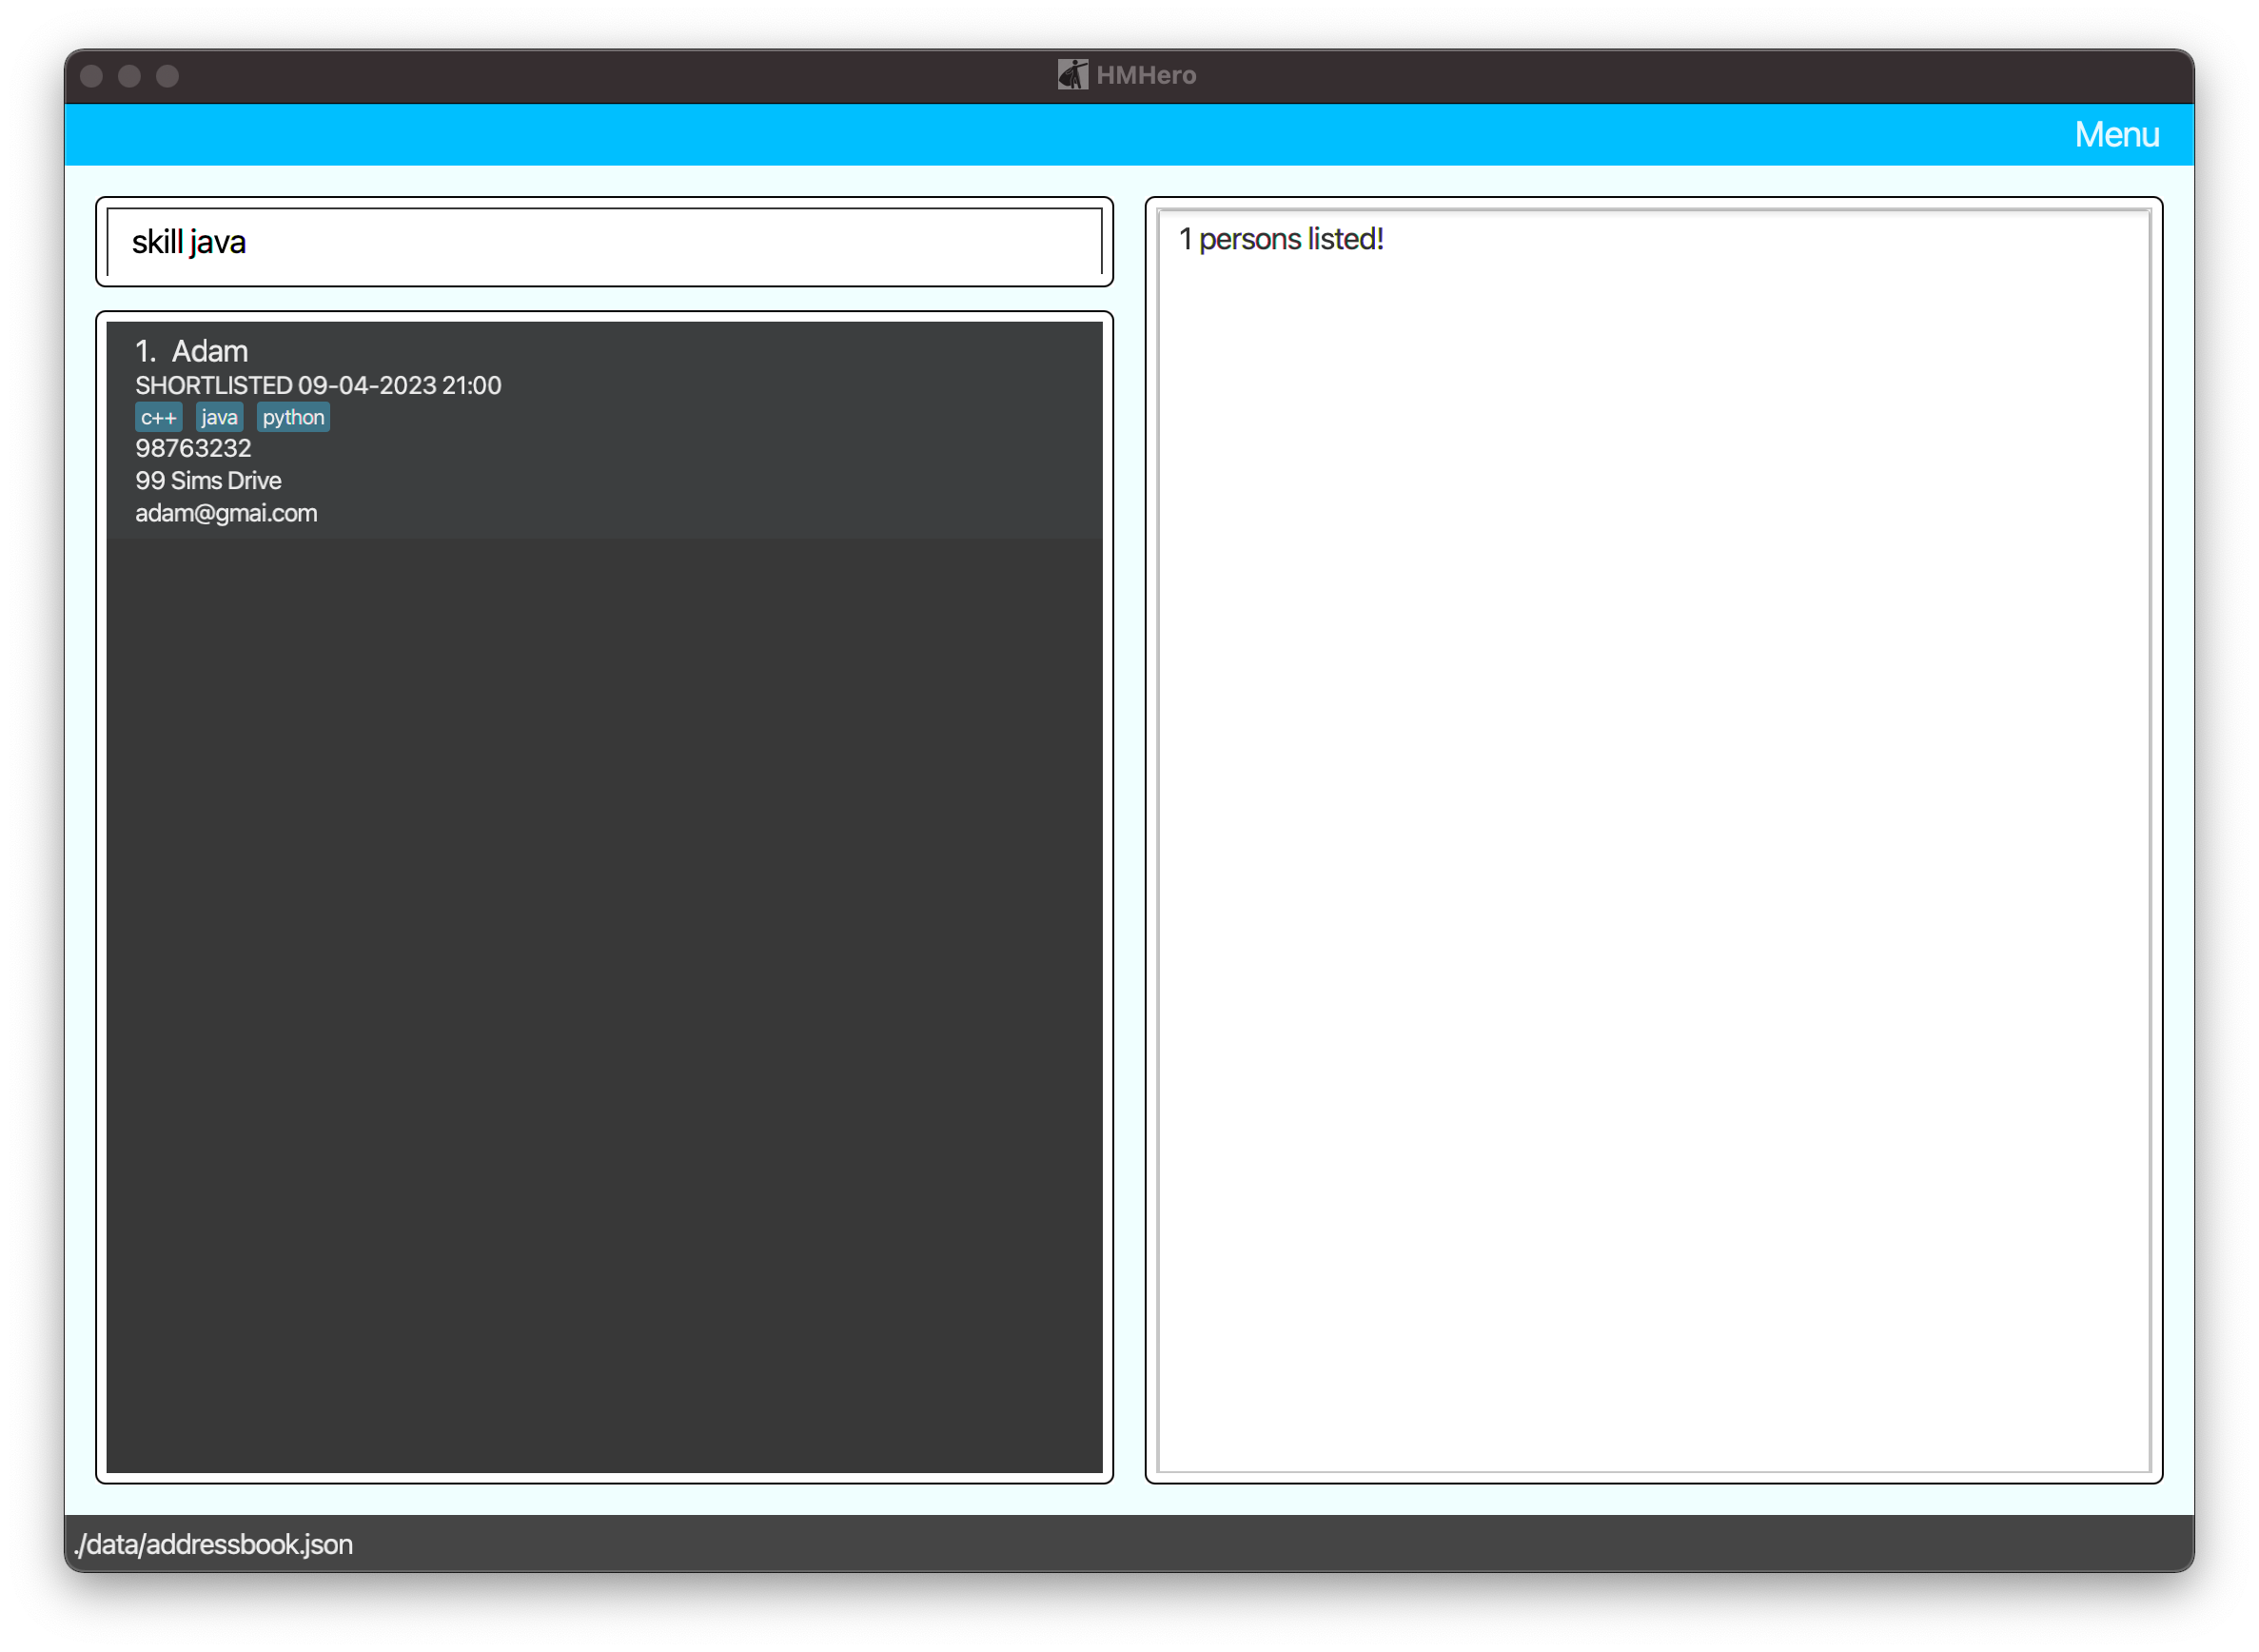 HMHero
Menu
skill java
1. Adam
SHORTLISTED 09-04-2023 21:00
c++ java python
98763232
99 Sims Drive
adam@gmai.com
1 persons listed!
./data/addressbook.json